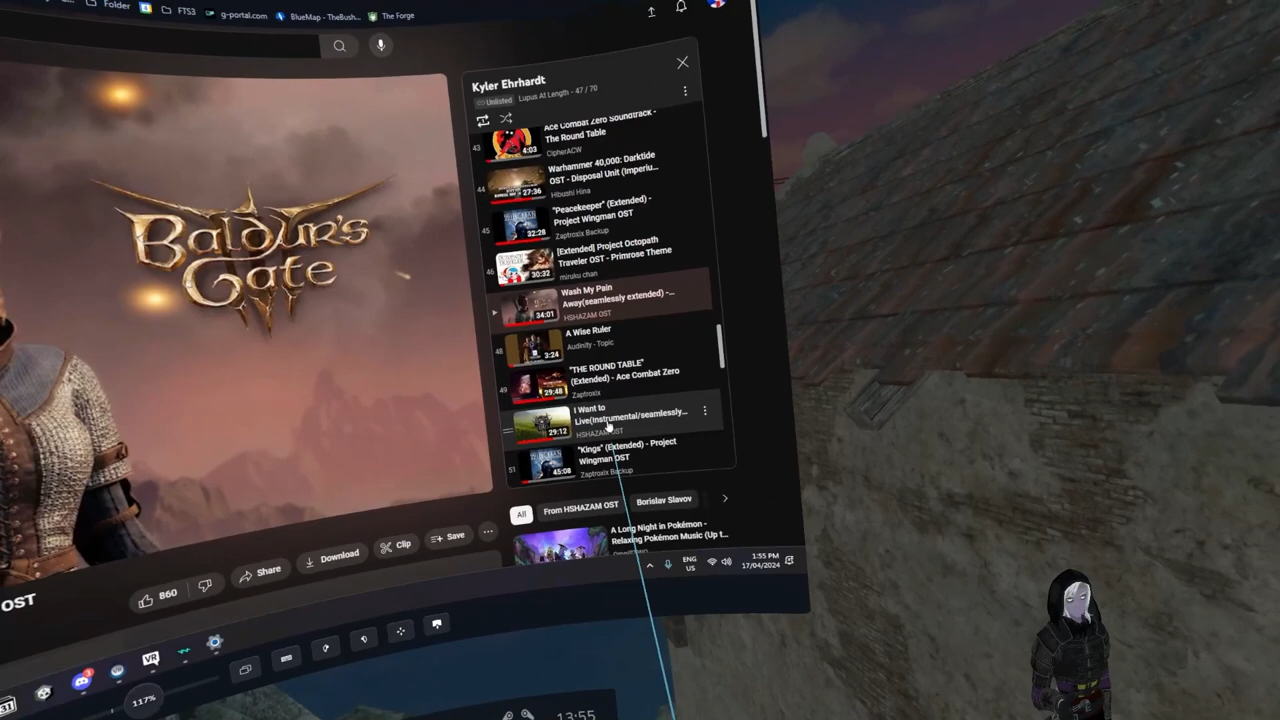 Folder
FTS3
g-portal.com
BlueMap - TheBush...
The Forge
Kyler Ehrhardt
Unlisted
Lupus At Length - 47 / 70
43
4:03
Ace Combat Zero Soundtrack -
The Round Table
CipherACW
44
27:36
Warhammer 40,000: Darktide
OST - Disposal Unit (Imperiu...
Hibushi Hina
45
32:28
"Peacekeeper" (Extended) -
Project Wingman OST
Zaptroxix Backup
46
30:32
[Extended] Project Octopath
Traveler OST - Primrose Theme
miruku chan
34:01
Wash My Pain
Away(seamlessly extended) -...
HSHAZAM OST
48
3:24
A Wise Ruler
Audinity - Topic
49
29:48
"THE ROUND TABLE"
(Extended) - Ace Combat Zero
Zaptroxix
29:12
I Want to
Live(Instrumental/seamlessly...
HSHAZAM OST
51
45:08
"Kings" (Extended) - Project
Wingman OST
Zaptroxix Backup
All
From HSHAZAM OST
Borislav Slavov
A Long Night in Pokémon -
Relaxing Pokémon Music (Up t...
Baldur's
Gate
OST
860
Share
Download
Clip
Save
ENG
US
1:55 PM
17/04/2024
31
VR
117%
13:55